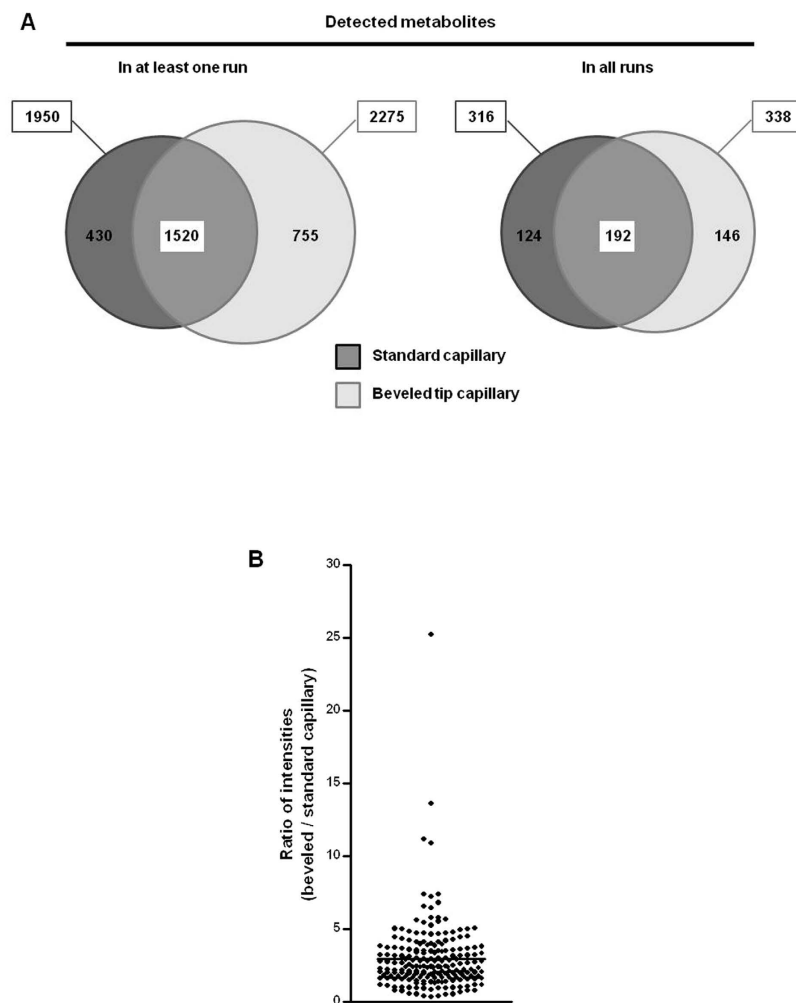 A
Detected metabolites
In at least one run
In all runs
1950
2275
316
338
430
1520
755
124
192
146
Standard capillary
Beveled tip capillary
B
Ratio of intensities
(beveled / standard capillary)
30
25
20
15
10
5
0